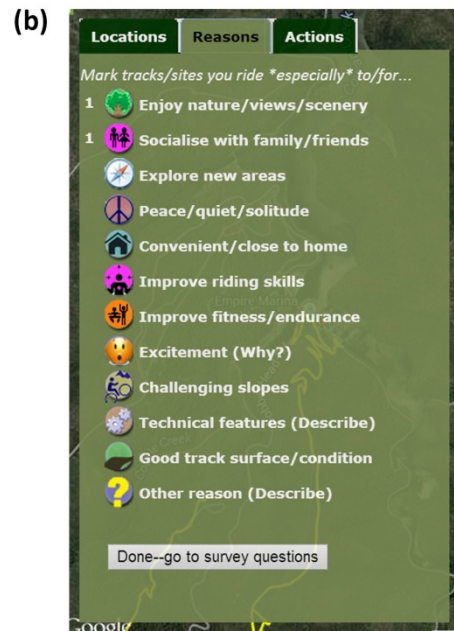 (b)
Locations Reasons Actions
Mark tracks/sites you ride *especially* to/for...
1 Enjoy nature/views/scenery
1 Socialise with family/friends
Explore new areas
Peace/quiet/solitude
Convenient/close to home
Improve riding skills
Empire Marina
Improve fitness/endurance
Excitement (Why?)
Challenging slopes
Technical features (Describe)
Good track surface/condition
Other reason (Describe)
Done--go to survey questions
Google